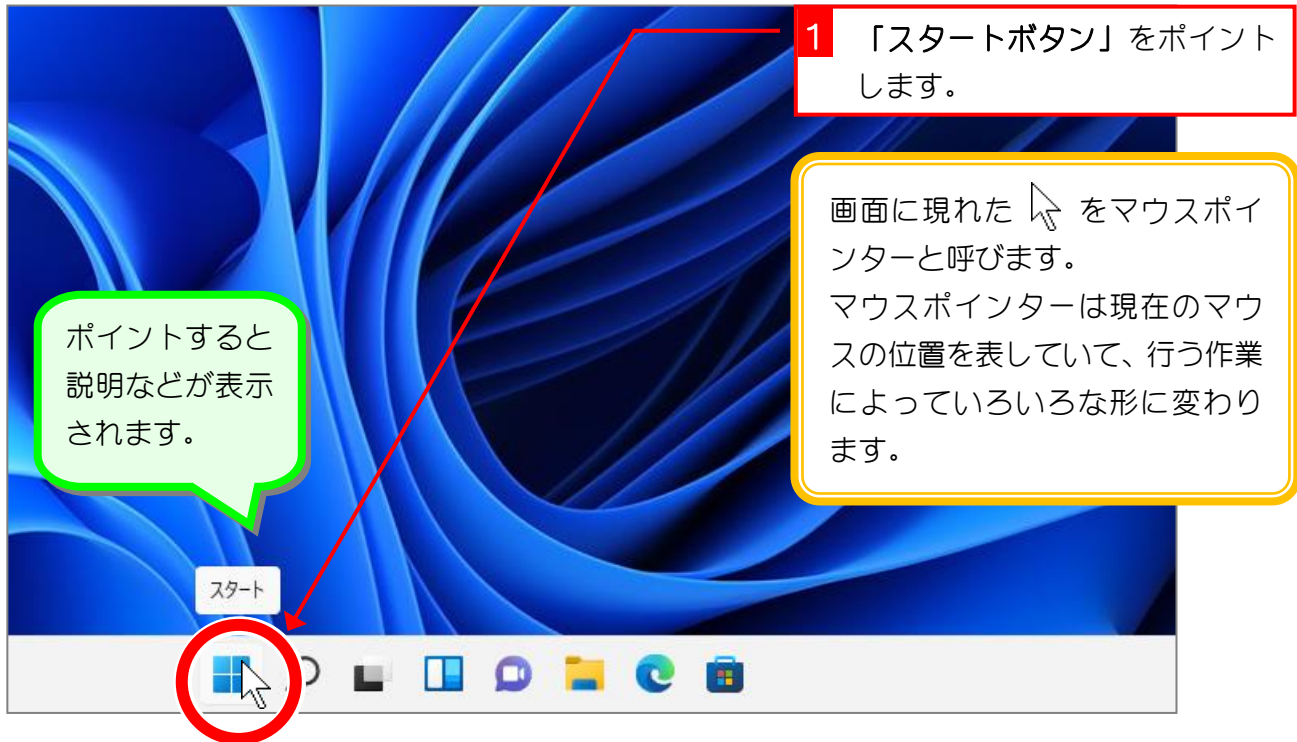 1 「スタートボタン」をポイント
します。
画面に現れた をマウスポイ
ンターと呼びます。
マウスポインターは現在のマウ
スの位置を表していて、行う作業
によっていろいろな形に変わり
ます。
ポイントすると
説明などが表示
されます。
スタート